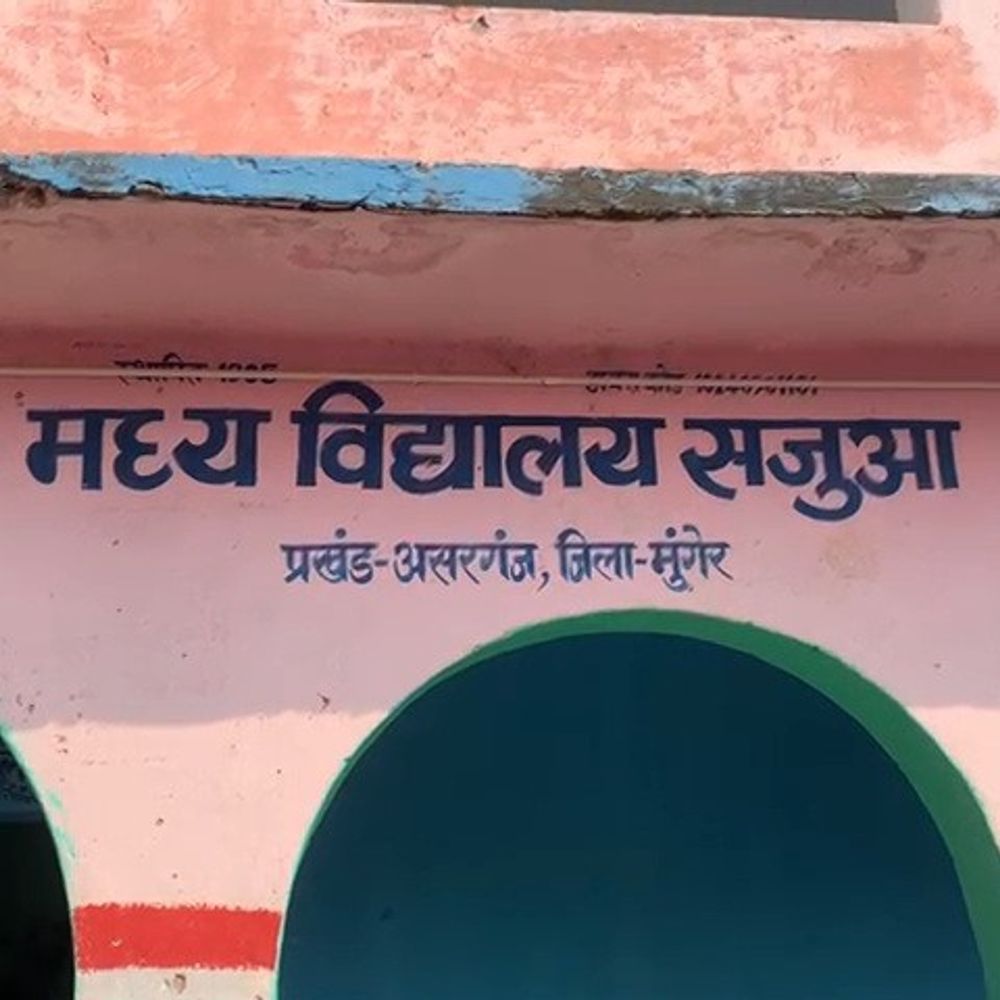 स्थापित
मध्य विद्यालय सजुआ
प्रखंड-असरगंज, जिला-मुंगेर